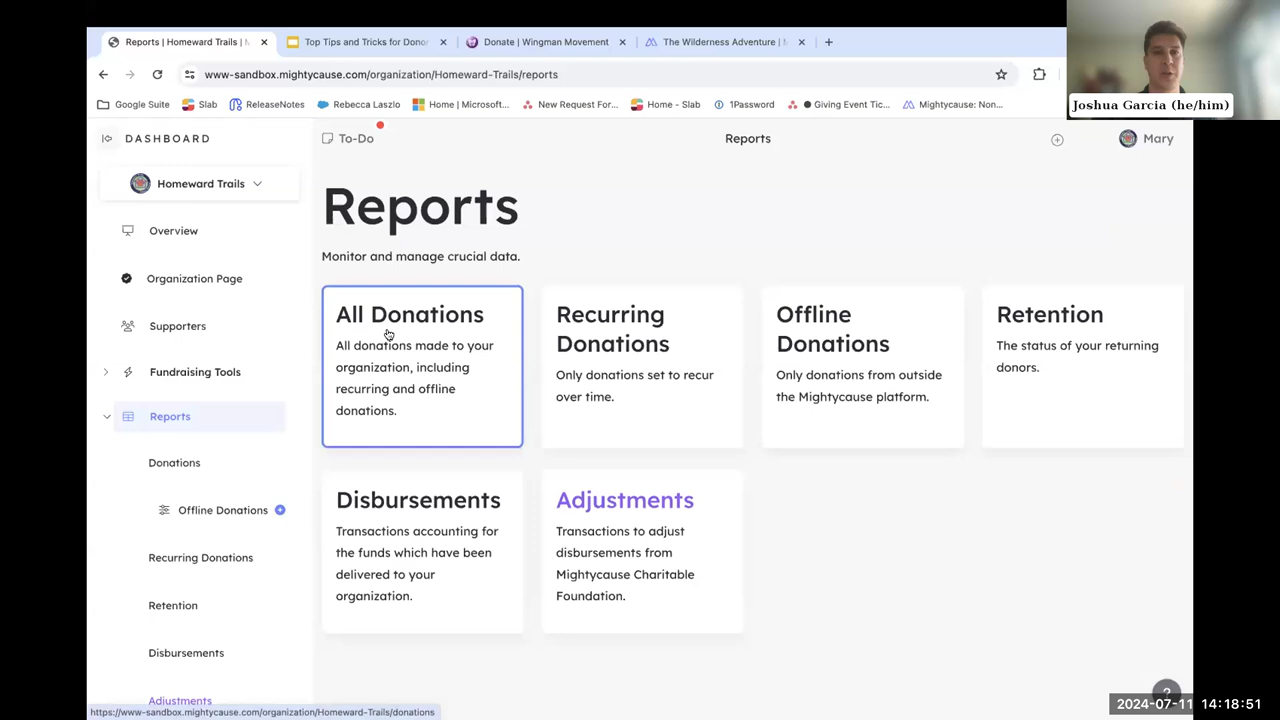 Reports | Homeward Trails |
Top Tips and Tricks for Donor
Donate | Wingman Movement
The Wilderness Adventure |
www-sandbox.mightycause.com/organization/Homeward-Trails/reports
Google Suite
Slab
ReleaseNotes
Rebecca Laszlo
Home | Microsoft...
New Request For...
Home - Slab
1Password
Giving Event Tic...
Mightycause: Non...
Joshua Garcia (he/him)
DASHBOARD
To-Do
Reports
Mary
Homeward Trails
Overview
Organization Page
Supporters
Fundraising Tools
Reports
Donations
Offline Donations
Recurring Donations
Retention
Disbursements
Adjustments
Reports
Monitor and manage crucial data.
All Donations
All donations made to your
organization, including
recurring and offline
donations.
Recurring
Donations
Only donations set to recur
over time.
Offline
Donations
Only donations from outside
the Mightycause platform.
Retention
The status of your returning
donors.
Disbursements
Transactions accounting for
the funds which have been
delivered to your
organization.
Adjustments
Transactions to adjust
disbursements from
Mightycause Charitable
Foundation.
?
https://www-sandbox.mightycause.com/organization/Homeward-Trails/donations
2024-07-11 14:18:51